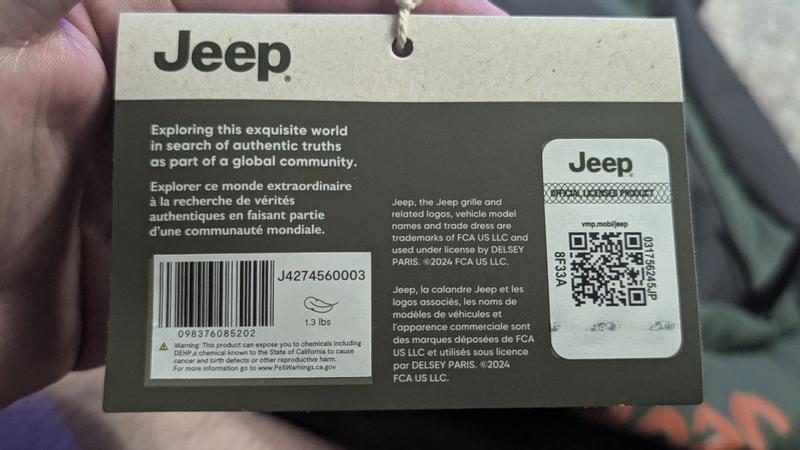 Jeep®
Exploring this exquisite world
in search of authentic truths
as part of a global community.
Explorer ce monde extraordinaire
à la recherche de vérités
authentiques en faisant partie
d'une communauté mondiale.
J4274560003
1.3 lbs
098376085202
Warning: This product can expose you to chemicals including
DEHP,a chemical known to the State of California to cause
cancer and birth defects or other reproductive harm.
For more information go to www.P65Warnings.ca.gov
Jeep, the Jeep grille and
related logos, vehicle model
names and trade dress are
trademarks of FCA US LLC and
used under license by DELSEY
PARIS. ©2024 FCA US LLC.
Jeep, la calandre Jeep et les
logos associés, les noms de
modèles de véhicules et
l'apparence commerciale sont
des marques déposées de FCA
US LLC et utilisés sous licence
par DELSEY PARIS. ©2024
FCA US LLC.
Jeep®
OFFICIAL LICENSED PRODUCT
vmp.mobi/jeep
8F33A
031756245JP